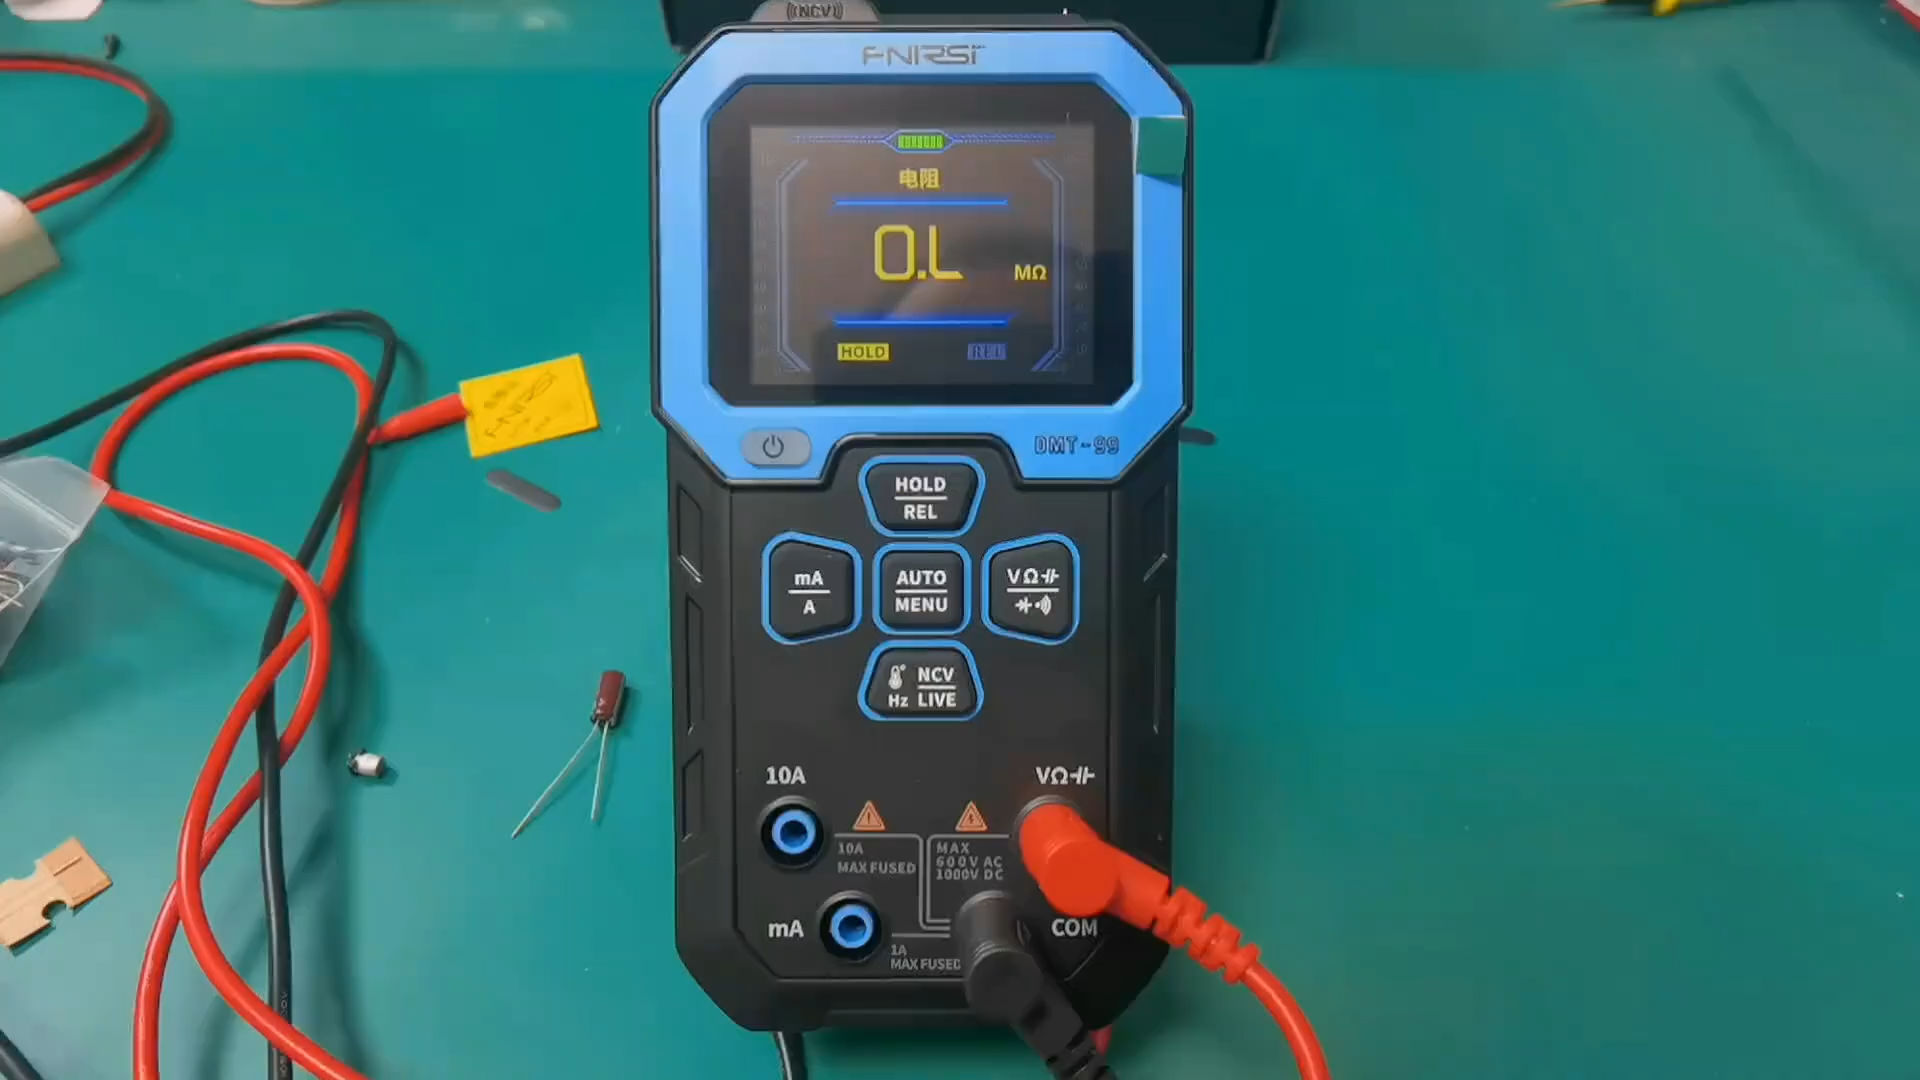 ((NCV))
FNIRSI
电阻
O.L
MΩ
HOLD
REL
DMT-99
HOLD
REL
mA
A
AUTO
MENU
VΩ
Hz
NCV
LIVE
10A
VΩ
10A
MAX FUSED
MAX
600V AC
1000V DC
mA
COM
1A
MAX FUSED